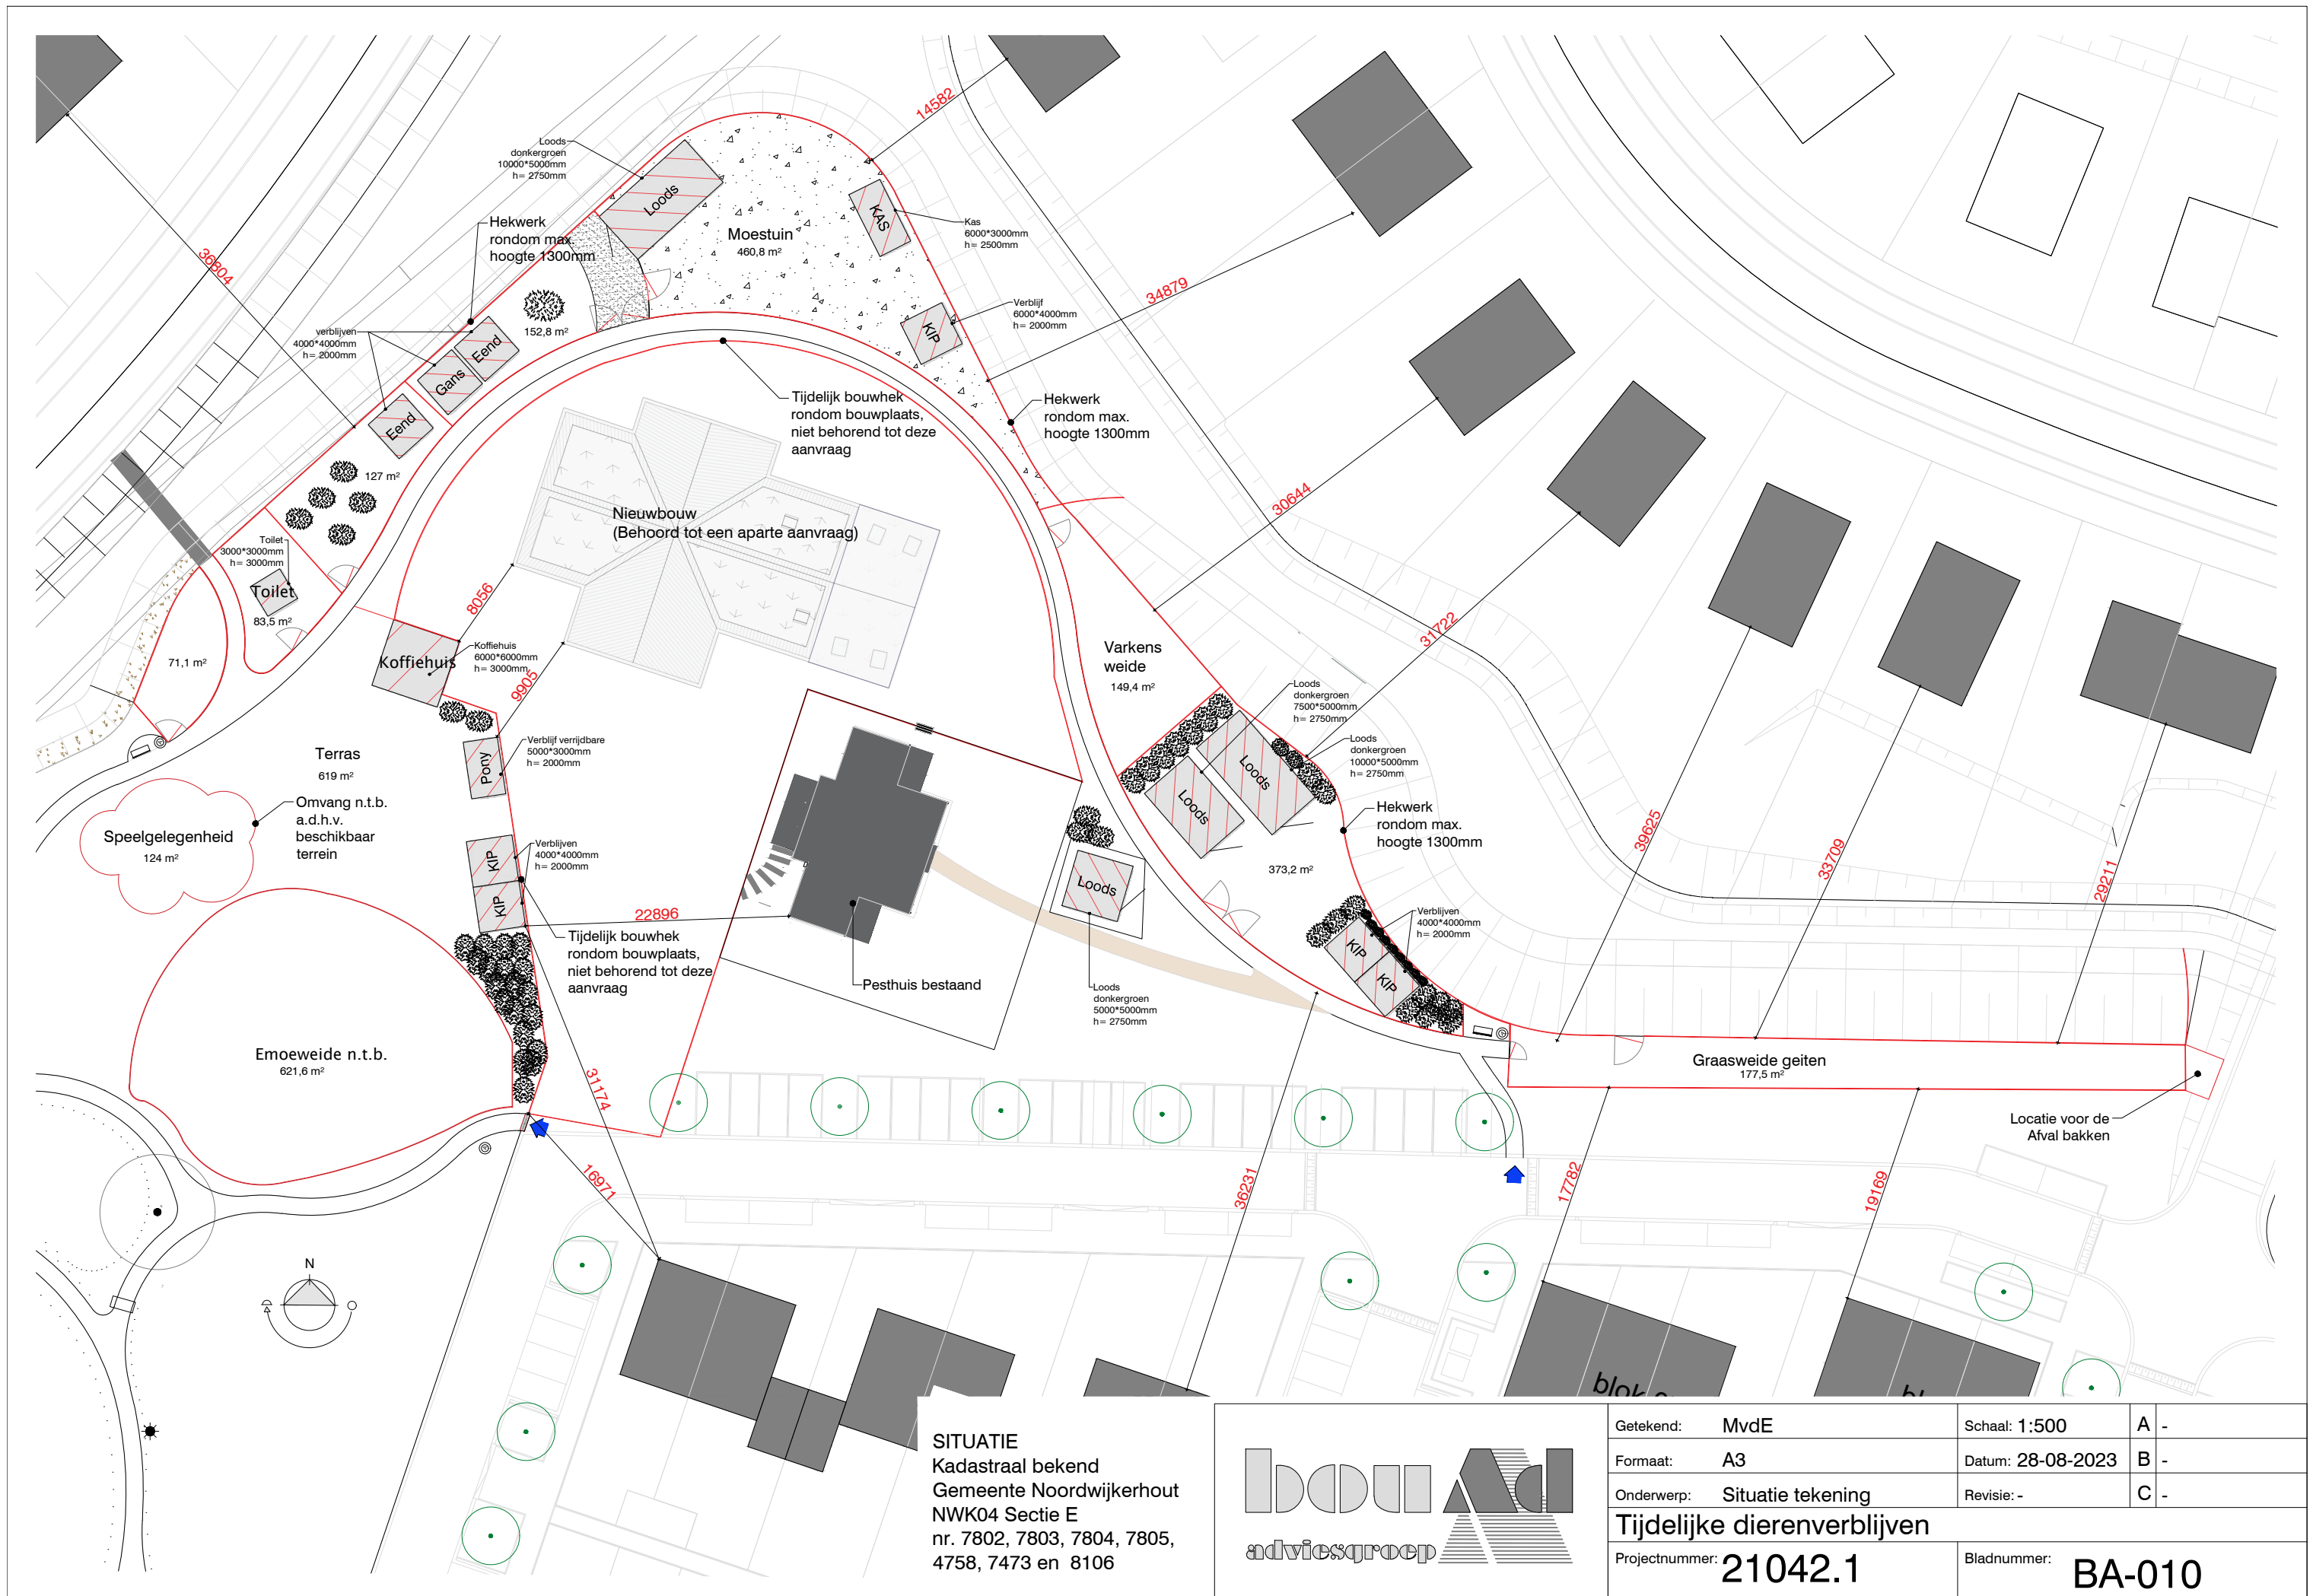 14582
Loods
donkergroen
10000*5000mm
h= 2750mm
Loods
Hekwerk
rondom max.
hoogte 1300mm
Moestuin
460,8 m²
KAS
Kas
6000*3000mm
h= 2500mm
36804
34879
verblijven
4000*4000mm
h= 2000mm
152,8 m²
Eend
Gans
Eend
KIP
Verblijf
6000*4000mm
h= 2000mm
Tijdelijk bouwhek
rondom bouwplaats,
niet behorend tot deze
aanvraag
Hekwerk
rondom max.
hoogte 1300mm
127 m²
30644
Nieuwbouw
(Behoord tot een aparte aanvraag)
Toilet
3000*3000mm
h= 3000mm
Toilet
83,5 m²
8056
31722
71,1 m²
Koffiehuis
Koffiehuis
6000*6000mm
h= 3000mm
9905
Varkens
weide
149,4 m²
Loods
donkergroen
7500*5000mm
h= 2750mm
Loods
donkergroen
10000*5000mm
h= 2750mm
Loods
Loods
Terras
619 m²
Pony
Verblijf verrijdbare
5000*3000mm
h= 2000mm
Omvang n.t.b.
a.d.h.v.
beschikbaar
terrein
Speelgelegenheid
124 m²
Hekwerk
rondom max.
hoogte 1300mm
39625
33709
29211
KIP
KIP
Verblijven
4000*4000mm
h= 2000mm
373,2 m²
Loods
22896
Verblijven
4000*4000mm
h= 2000mm
KIP
KIP
Tijdelijk bouwhek
rondom bouwplaats,
niet behorend tot deze
aanvraag
Pesthuis bestaand
Loods
donkergroen
5000*5000mm
h= 2750mm
Emoeweide n.t.b.
621,6 m²
31174
Graasweide geiten
177,5 m²
Locatie voor de
Afval bakken
16971
36231
17782
19169
N
SITUATIE
Kadastraal bekend
Gemeente Noordwijkerhout
NWK04 Sectie E
nr. 7802, 7803, 7804, 7805,
4758, 7473 en 8106
bouwAd
adviesgroep
Getekend: MvdE
Schaal: 1:500
A -
Formaat: A3
Datum: 28-08-2023
B -
Onderwerp: Situatie tekening
Revisie: -
C -
Tijdelijke dierenverblijven
Projectnummer: 21042.1
Bladnummer: BA-010